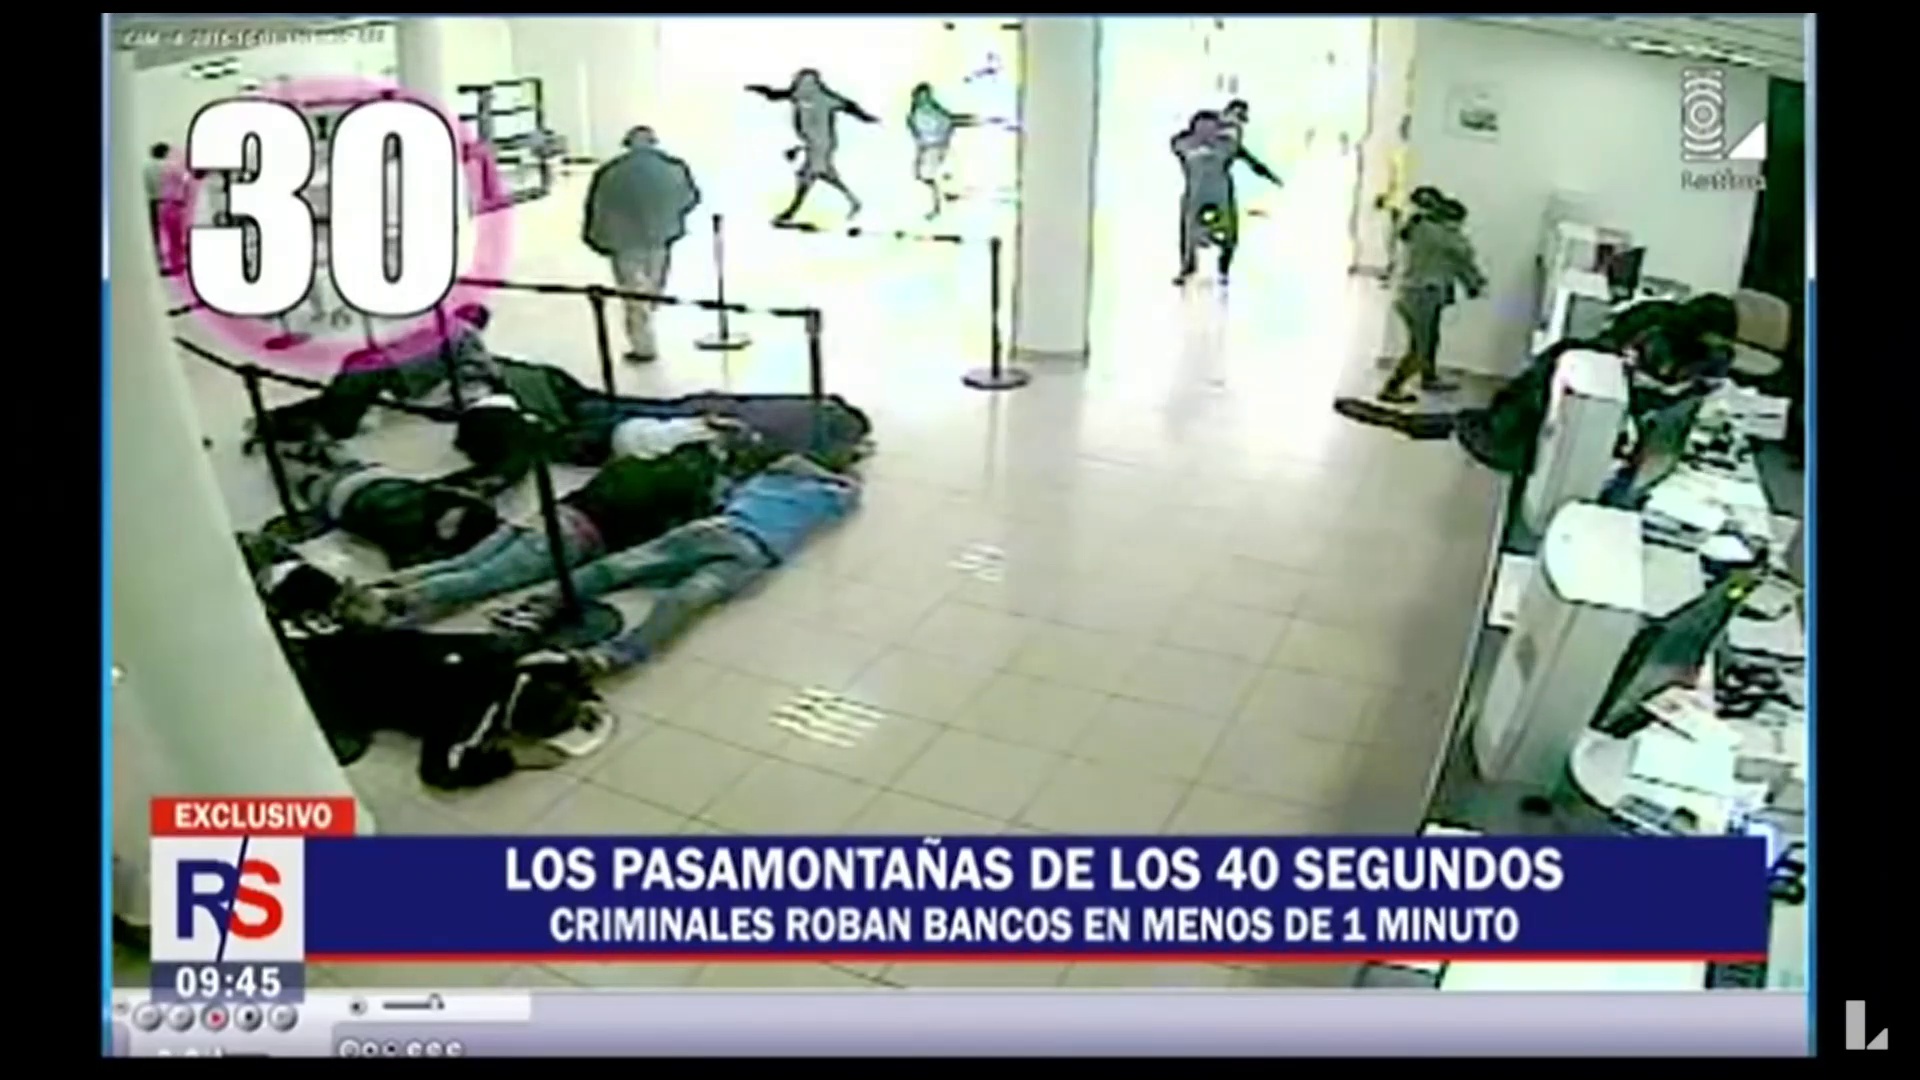 30
Latina
EXCLUSIVO
RS
LOS PASAMONTAÑAS DE LOS 40 SEGUNDOS
CRIMINALES ROBAN BANCOS EN MENOS DE 1 MINUTO
09:45